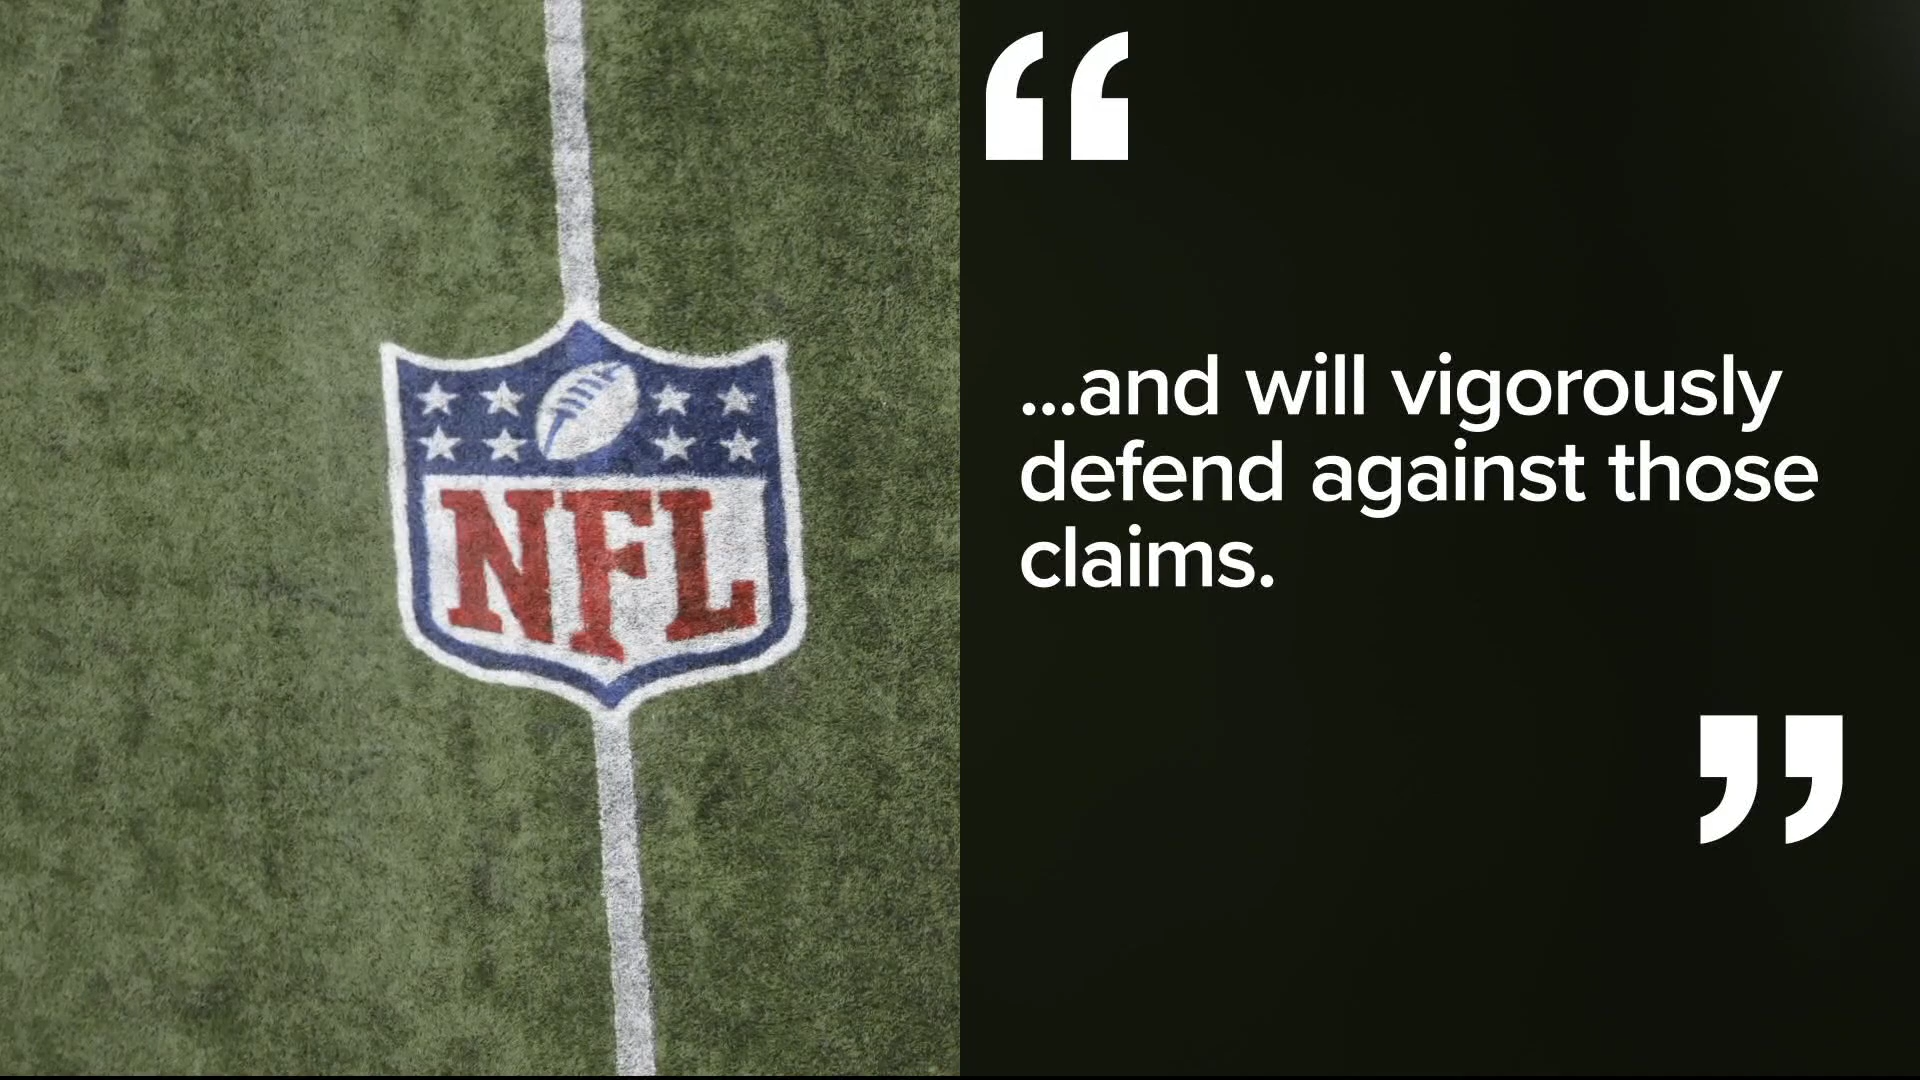 NFL
“
...and will vigorously
defend against those
claims.
”